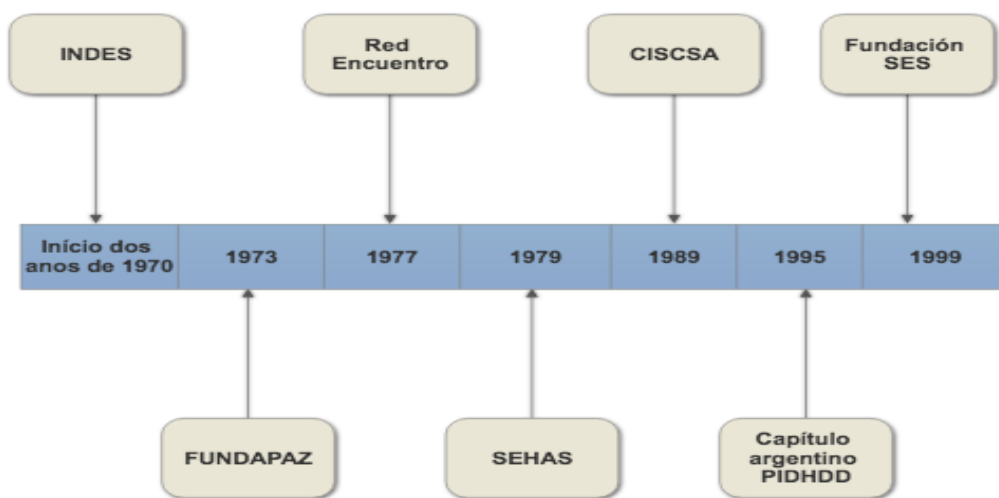 INDES
Red
Encuentro
CISCSA
Fundación
SES
Início dos
anos de 1970
1973
1977
1979
1989
1995
1999
FUNDAPAZ
SEHAS
Capítulo
argentino
PIDHDD